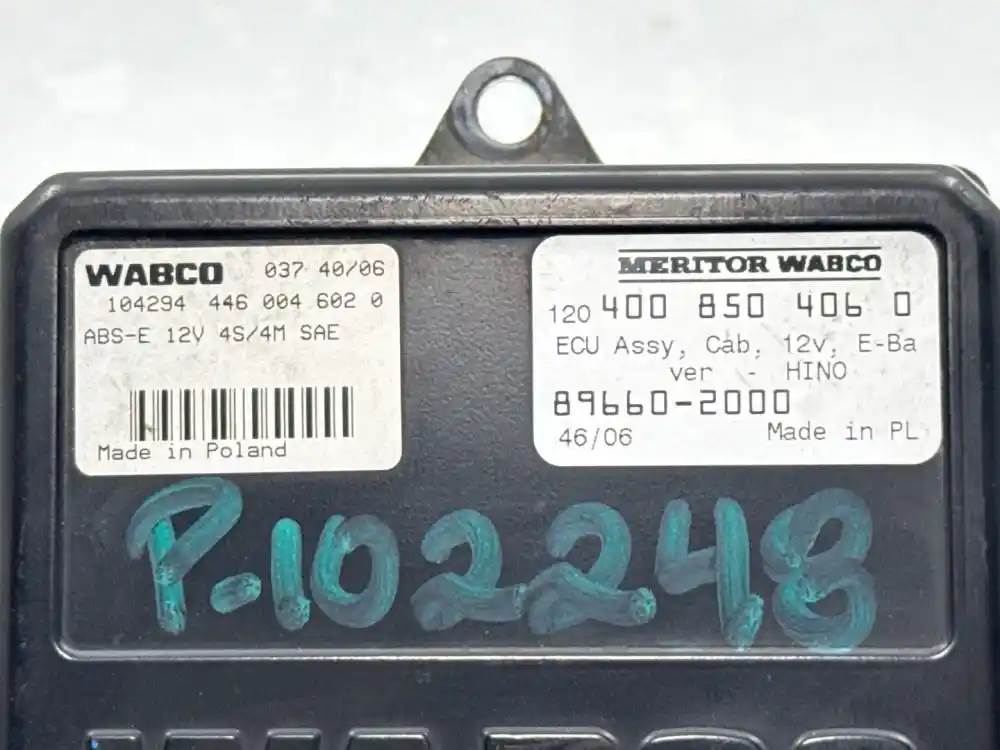 WABCO 037 40/06
104294 446 004 602 0
ABS-E 12V 4S/4M SAE
Made in Poland
MERITOR WABCO
120 400 850 406 0
ECU Assy, Cab, 12v, E-Ba
ver - HINO
89660-2000
46/06 Made in PL
P-102248
WABCO